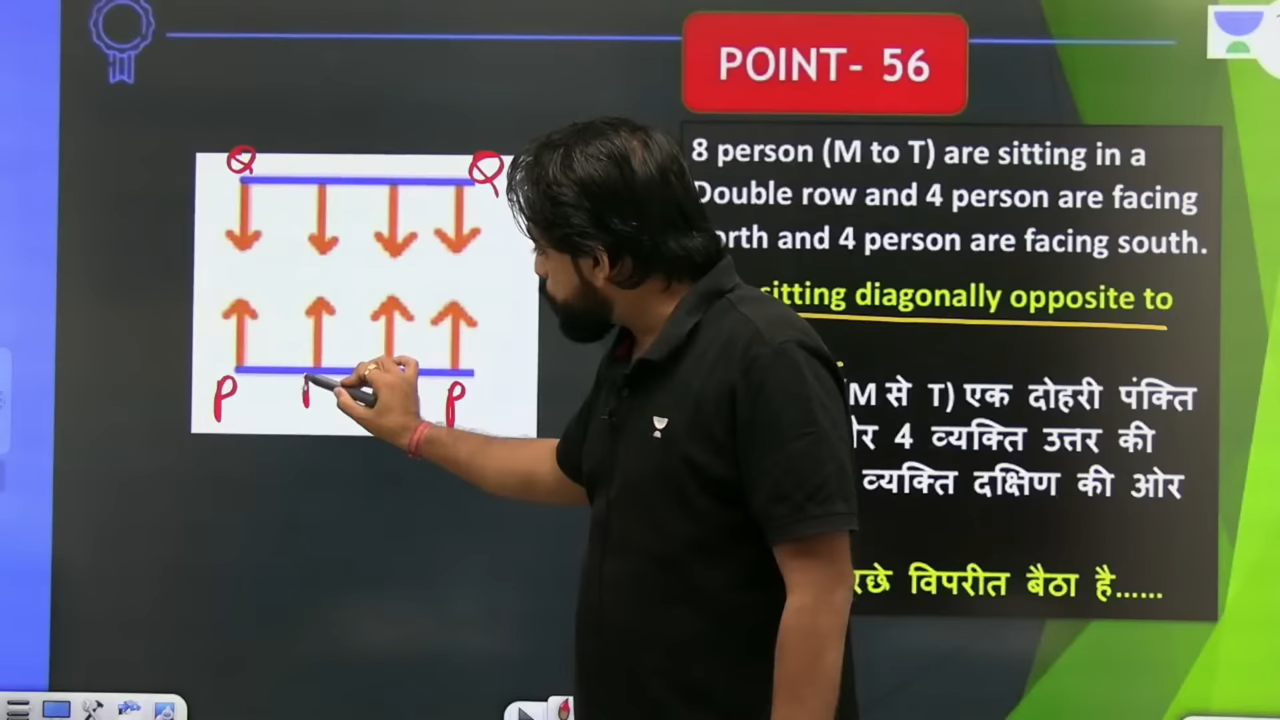 POINT- 56
8 person (M to T) are sitting in a
Double row and 4 person are facing
and 4 person are facing south.
sitting diagonally opposite to
(M से T) एक दोहरी पंक्ति
4 व्यक्ति उत्तर की
व्यक्ति दक्षिण की ओर
विपरीत बैठा है......
Q Q
P P